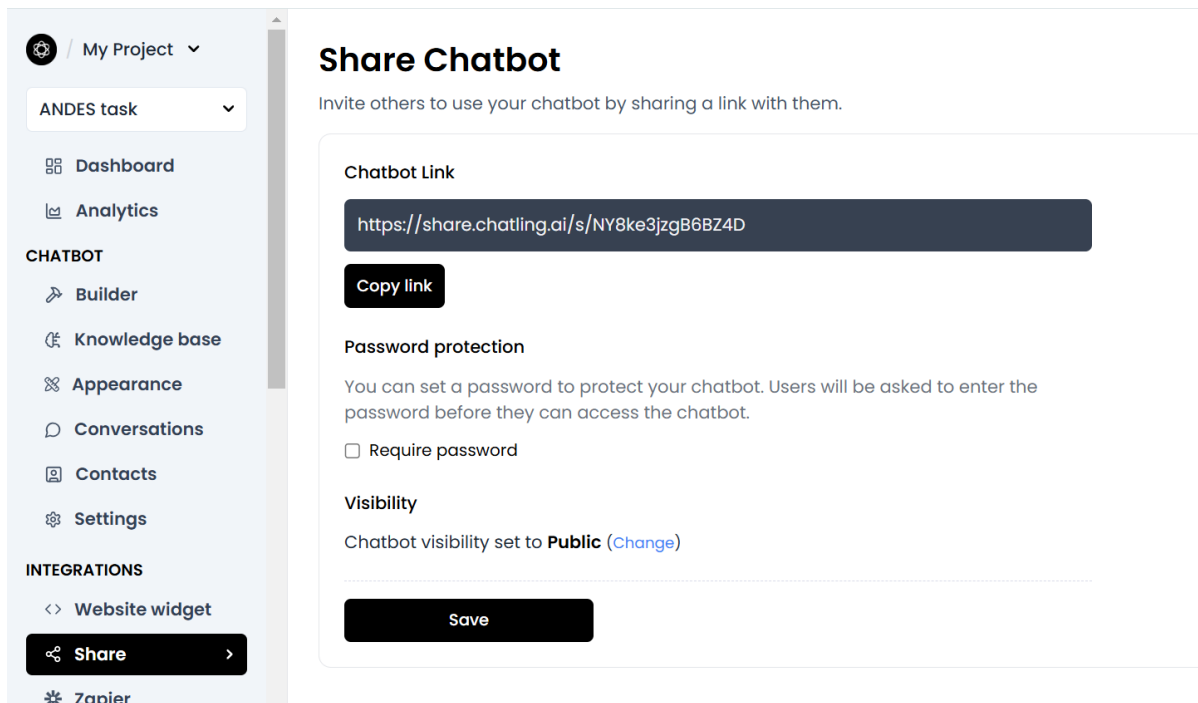 / My Project
ANDES task
Dashboard
Analytics
CHATBOT
Builder
Knowledge base
Appearance
Conversations
Contacts
Settings
INTEGRATIONS
Website widget
Share
Zapier
Share Chatbot
Invite others to use your chatbot by sharing a link with them.
Chatbot Link
https://share.chatling.ai/s/NY8ke3jzgB6BZ4D
Copy link
Password protection
You can set a password to protect your chatbot. Users will be asked to enter the
password before they can access the chatbot.
Require password
Visibility
Chatbot visibility set to Public (Change)
Save